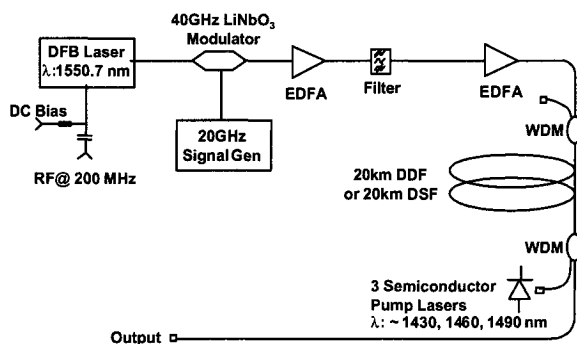 40GHz LiNbO3
Modulator
DFB Laser
λ:1550.7 nm
EDFA
Filter
EDFA
DC Bias
20GHz
Signal Gen
RF@ 200 MHz
WDM
20km DDF
or 20km DSF
WDM
3 Semiconductor
Pump Lasers
λ: ~ 1430, 1460, 1490 nm
Output